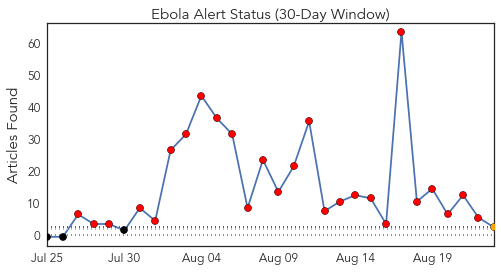 Ebola Alert Status (30-Day Window)
Articles Found
60
50
40
30
20
10
0
Jul 25 Jul 30 Aug 04 Aug 09 Aug 14 Aug 19